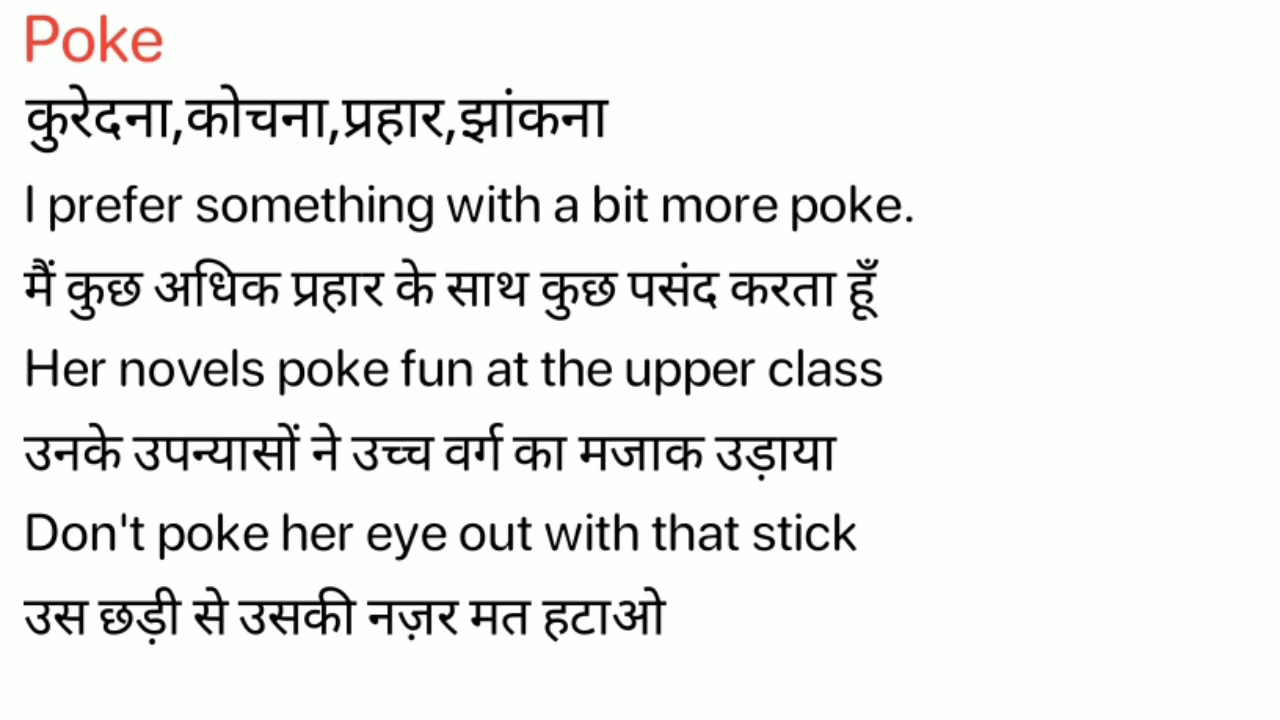 Poke
कुरेदना,कोचना,प्रहार,झांकना
I prefer something with a bit more poke.
मैं कुछ अधिक प्रहार के साथ कुछ पसंद करता हूँ
Her novels poke fun at the upper class
उनके उपन्यासों ने उच्च वर्ग का मजाक उड़ाया
Don't poke her eye out with that stick
उस छड़ी से उसकी नज़र मत हटाओ